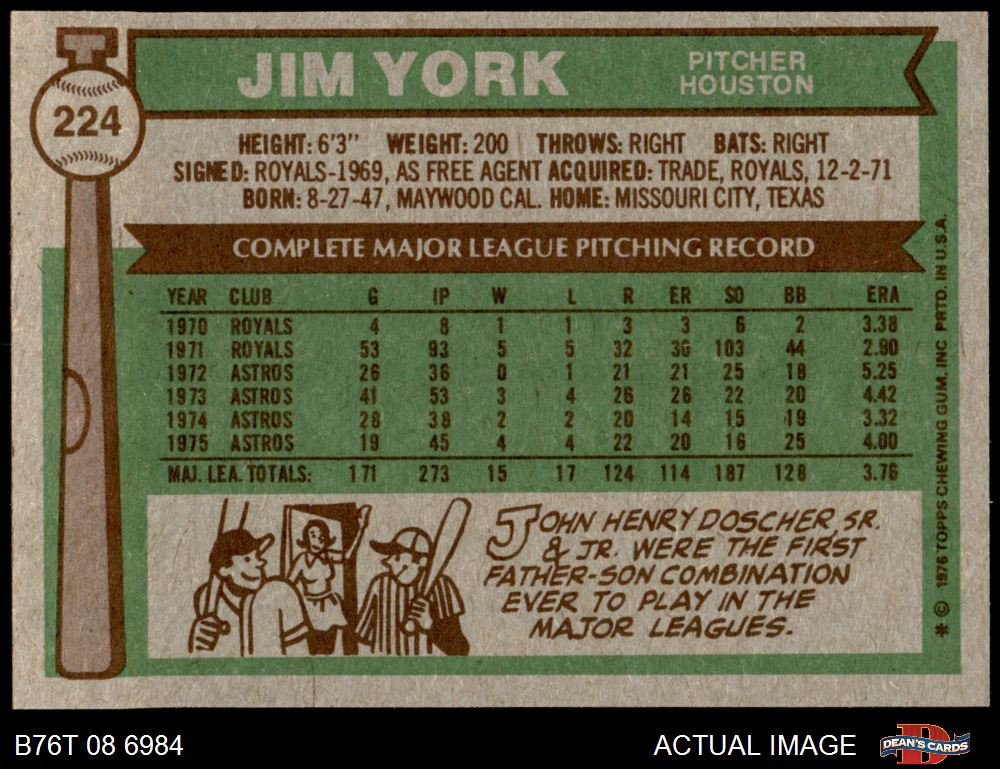 JIM YORK
PITCHER
HOUSTON
224
HEIGHT: 6'3" WEIGHT: 200 THROWS: RIGHT BATS: RIGHT
SIGNED: ROYALS-1969, AS FREE AGENT ACQUIRED: TRADE, ROYALS, 12-2-71
BORN: 8-27-47, MAYWOOD CAL. HOME: MISSOURI CITY, TEXAS
COMPLETE MAJOR LEAGUE PITCHING RECORD
YEAR CLUB G IP W L R ER SO BB ERA
1970 ROYALS 4 8 1 1 3 3 6 2 3.38
1971 ROYALS 53 93 5 5 32 30 103 44 2.90
1972 ASTROS 26 36 0 1 21 21 25 18 5.25
1973 ASTROS 41 53 3 4 26 26 22 20 4.42
1974 ASTROS 28 38 2 2 20 14 15 19 3.32
1975 ASTROS 19 45 4 4 22 20 16 25 4.00
MAJ. LEA. TOTALS: 171 273 15 17 124 114 187 128 3.76
JOHN HENRY DOSCHER, SR.
& JR. WERE THE FIRST
FATHER-SON COMBINATION
EVER TO PLAY IN THE
MAJOR LEAGUES.
* © 1976 TOPPS CHEWING GUM, INC PRTD. IN U.S.A.
B76T 08 6984
ACTUAL IMAGE
D
DEAN'S CARDS